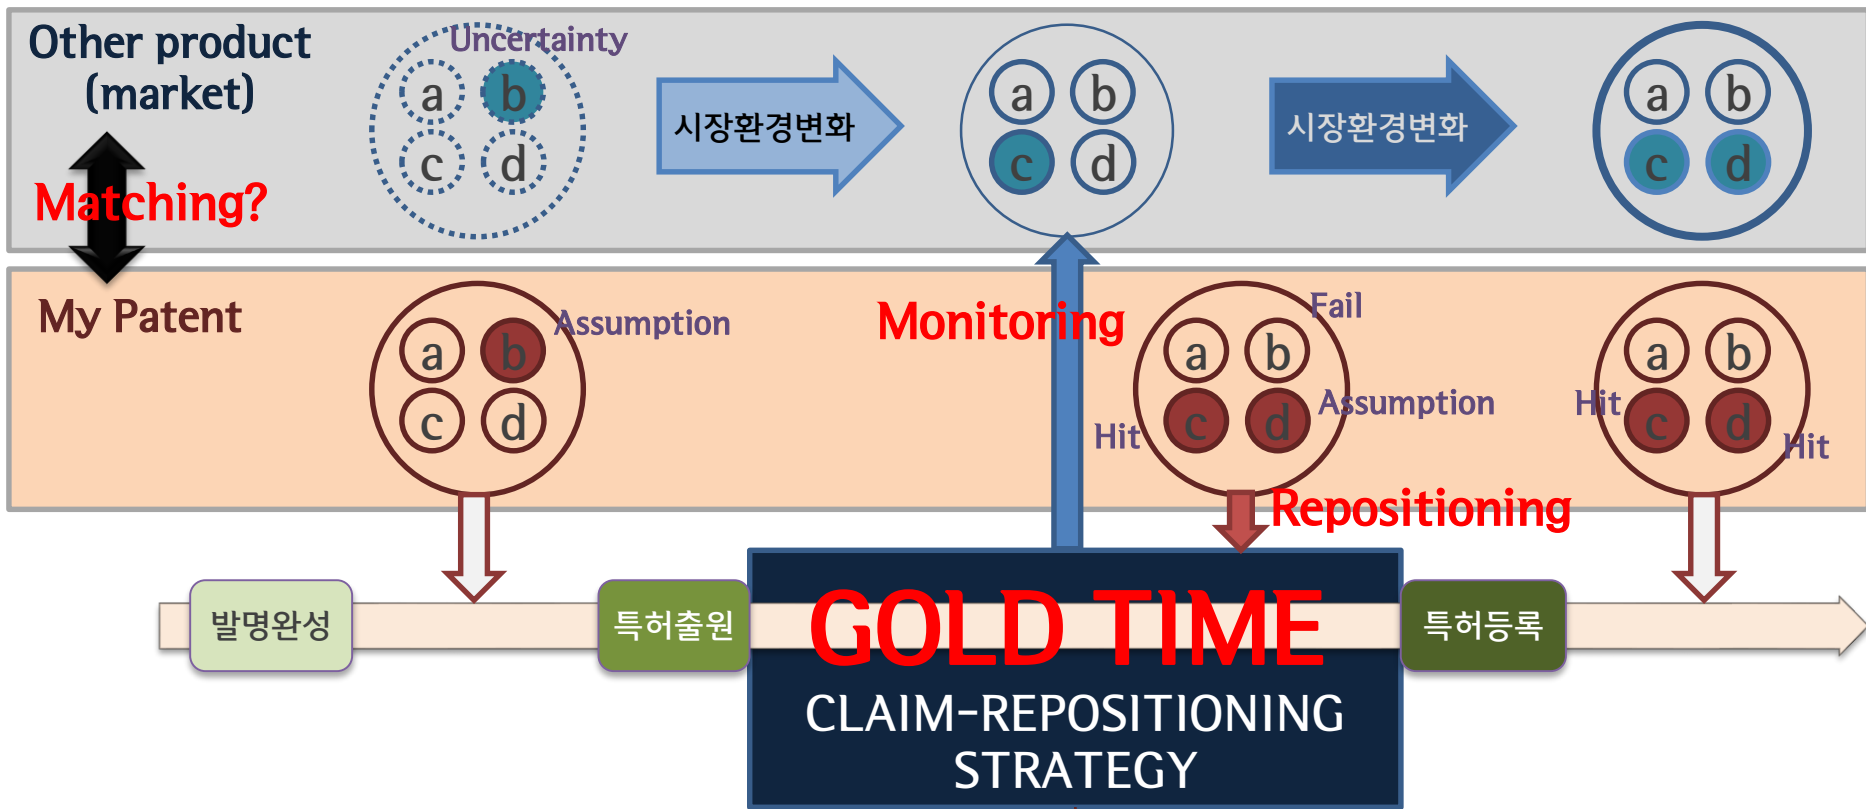 Other product
(market)
Uncertainty
a b
c d
시장환경변화
a b
c d
시장환경변화
a b
c d
Matching?
My Patent
a b
c d
Assumption
Monitoring
Fail
a b
c d
Assumption
Hit
a b
c d
Hit
Hit
Repositioning
발명완성
특허출원
GOLD TIME
특허등록
CLAIM-REPOSITIONING
STRATEGY